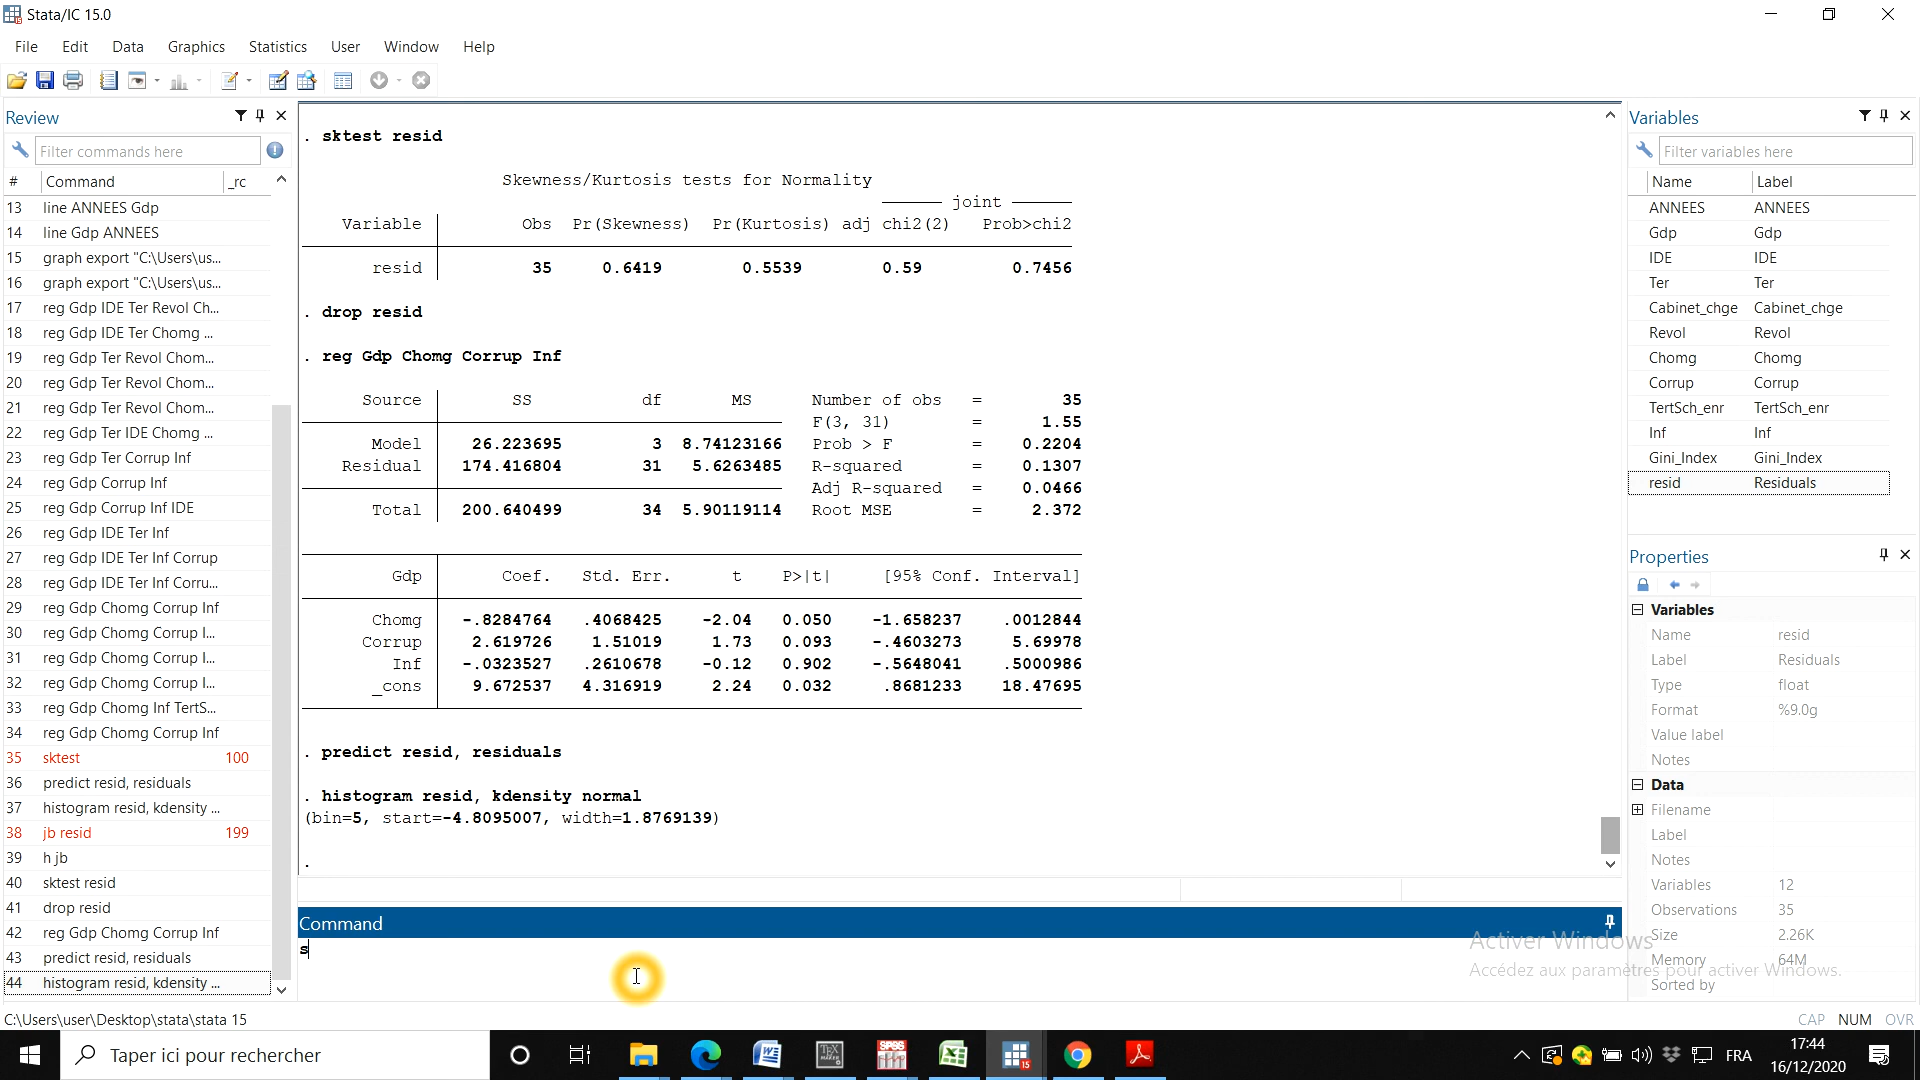 Stata/IC 15.0
File Edit Data Graphics Statistics User Window Help
Review
Filter commands here
# Command _rc
13 line ANNEES Gdp
14 line Gdp ANNEES
15 graph export "C:\Users\us...
16 graph export "C:\Users\us...
17 reg Gdp IDE Ter Revol Ch...
18 reg Gdp IDE Ter Chomg ...
19 reg Gdp Ter Revol Chom...
20 reg Gdp Ter Revol Chom...
21 reg Gdp Ter Revol Chom...
22 reg Gdp Ter IDE Chomg ...
23 reg Gdp Ter Corrup Inf
24 reg Gdp Corrup Inf
25 reg Gdp Corrup Inf IDE
26 reg Gdp IDE Ter Inf
27 reg Gdp IDE Ter Inf Corrup
28 reg Gdp IDE Ter Inf Corru...
29 reg Gdp Chomg Corrup Inf
30 reg Gdp Chomg Corrup I...
31 reg Gdp Chomg Corrup I...
32 reg Gdp Chomg Corrup I...
33 reg Gdp Chomg Inf TertS...
34 reg Gdp Chomg Corrup Inf
35 sktest 100
36 predict resid, residuals
37 histogram resid, kdensity ...
38 jb resid 199
39 h jb
40 sktest resid
41 drop resid
42 reg Gdp Chomg Corrup Inf
43 predict resid, residuals
44 histogram resid, kdensity ...
. sktest resid
Skewness/Kurtosis tests for Normality
joint
Variable Obs Pr(Skewness) Pr(Kurtosis) adj chi2(2) Prob>chi2
resid 35 0.6419 0.5539 0.59 0.7456
. drop resid
. reg Gdp Chomg Corrup Inf
Source SS df MS Number of obs = 35
F(3, 31) = 1.55
Model 26.223695 3 8.74123166 Prob > F = 0.2204
Residual 174.416804 31 5.6263485 R-squared = 0.1307
Adj R-squared = 0.0466
Total 200.640499 34 5.90119114 Root MSE = 2.372
Gdp Coef. Std. Err. t P>|t| [95% Conf. Interval]
Chomg -.8284764 .4068425 -2.04 0.050 -1.658237 .0012844
Corrup 2.619726 1.51019 1.73 0.093 -.4603273 5.69978
Inf -.0323527 .2610678 -0.12 0.902 -.5648041 .5000986
_cons 9.672537 4.316919 2.24 0.032 .8681233 18.47695
. predict resid, residuals
. histogram resid, kdensity normal
(bin=5, start=-4.8095007, width=1.8769139)
.
Command
s
Variables
Filter variables here
Name Label
ANNEES ANNEES
Gdp Gdp
IDE IDE
Ter Ter
Cabinet_chge Cabinet_chge
Revol Revol
Chomg Chomg
Corrup Corrup
TertSch_enr TertSch_enr
Inf Inf
Gini_Index Gini_Index
resid Residuals
Properties
Variables
Name resid
Label Residuals
Type float
Format %9.0g
Value label
Notes
Data
Filename
Label
Notes
Variables 12
Observations 35
Size 2.26K
Memory 64M
Sorted by
Activer Windows
Accédez aux paramètres pour activer Windows.
C:\Users\user\Desktop\stata\stata 15
CAP NUM OVR
Taper ici pour rechercher
TEX
MAKER
SPSS
15
FRA
17:44
16/12/2020